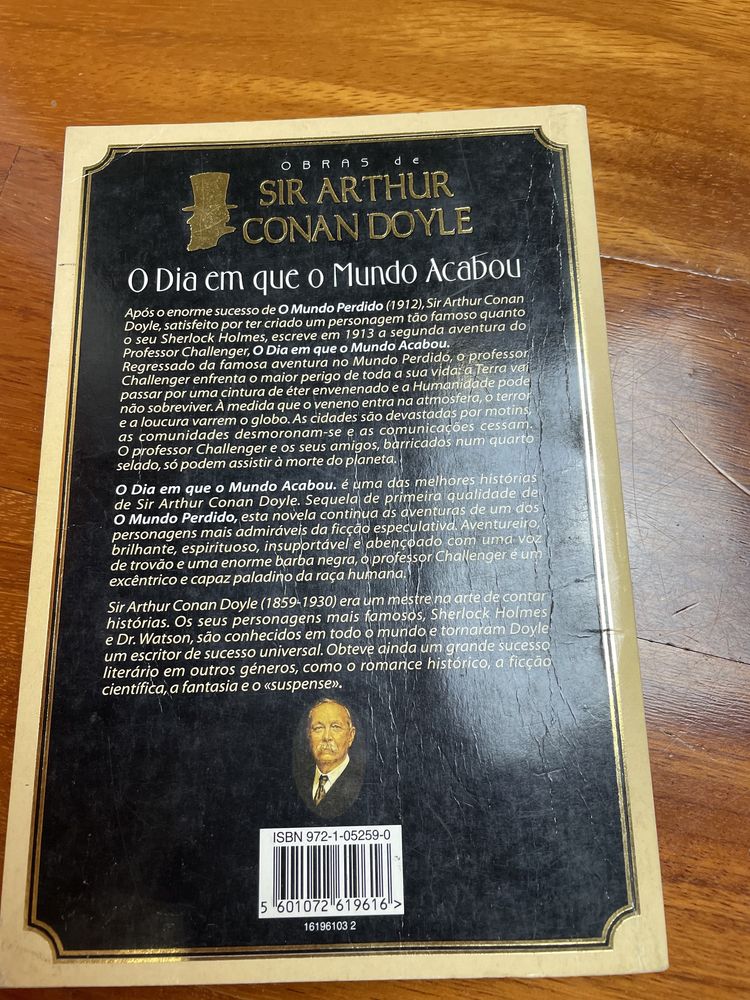 OBRAS de
SIR ARTHUR
CONAN DOYLE
O Dia em que o Mundo Acabou
Após o enorme sucesso de O Mundo Perdido (1912), Sir Arthur Conan
Doyle, satisfeito por ter criado um personagem tão famoso quanto
o seu Sherlock Holmes, escreve em 1913 a segunda aventura do
Professor Challenger, O Dia em que o Mundo Acabou.
Regressado da famosa aventura no Mundo Perdido, o professor
Challenger enfrenta o maior perigo de toda a sua vida: a Terra vai
passar por uma cintura de éter envenenado e a Humanidade pode
não sobreviver. À medida que o veneno entra na atmosfera, o terror
e a loucura varrem o globo. As cidades são devastadas por motins,
as comunidades desmoronam-se e as comunicações cessam.
O professor Challenger e os seus amigos, barricados num quarto
selado, só podem assistir à morte do planeta.
O Dia em que o Mundo Acabou. é uma das melhores histórias
de Sir Arthur Conan Doyle. Sequela de primeira qualidade de
O Mundo Perdido, esta novela continua as aventuras de um dos
personagens mais admiráveis da ficção especulativa. Aventureiro,
brilhante, espirituoso, insuportável e abençoado com uma voz
de trovão e uma enorme barba negra, o professor Challenger é um
excêntrico e capaz paladino da raça humana.
Sir Arthur Conan Doyle (1859-1930) era um mestre na arte de contar
histórias. Os seus personagens mais famosos, Sherlock Holmes
e Dr. Watson, são conhecidos em todo o mundo e tornaram Doyle
um escritor de sucesso universal. Obteve ainda um grande sucesso
literário em outros géneros, como o romance histórico, a ficção
científica, a fantasia e o «suspense».
ISBN 972-1-05259-0
5 601072 619616 >
16196103 2